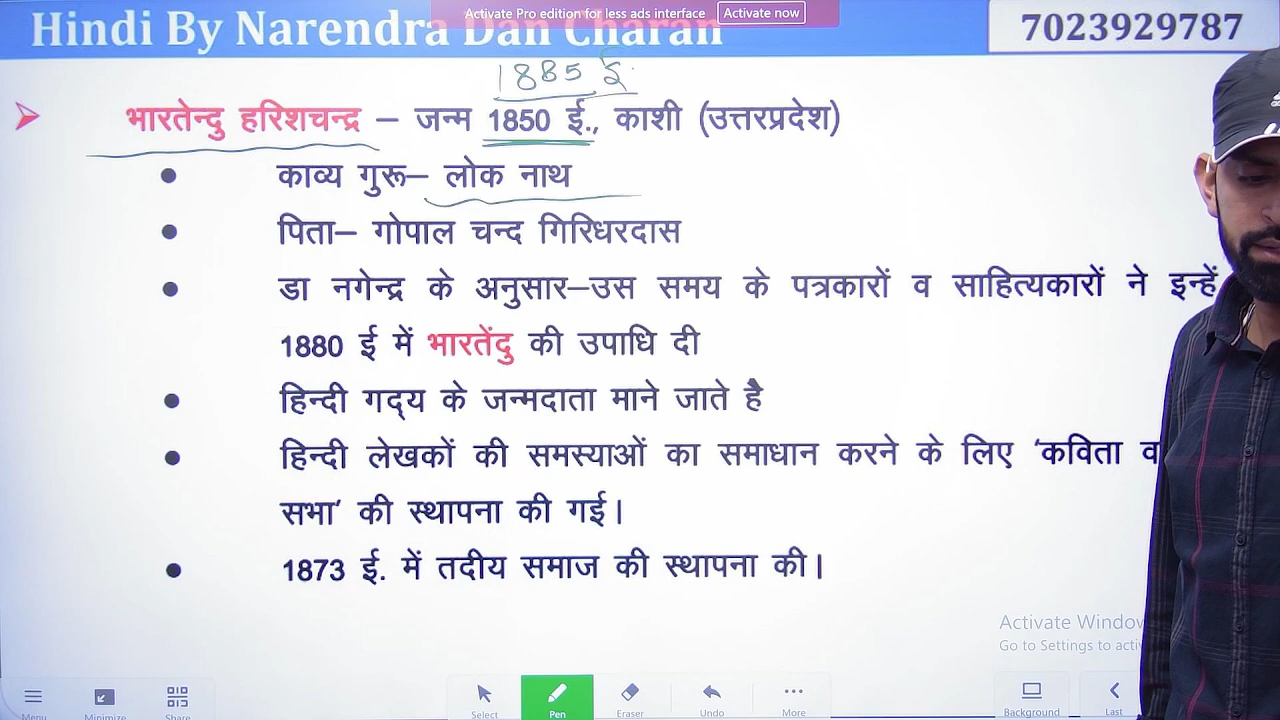 Hindi By Narendra Dan Charan
Activate Pro edition for less ads interface Activate now
7023929787
1885 ई.
भारतेन्दु हरिशचन्द्र – जन्म 1850 ई., काशी (उत्तरप्रदेश)
काव्य गुरू– लोक नाथ
पिता– गोपाल चन्द गिरिधरदास
डा नगेन्द्र के अनुसार–उस समय के पत्रकारों व साहित्यकारों ने इन्हें
1880 ई में भारतेंदु की उपाधि दी
हिन्दी गद्य के जन्मदाता माने जाते है
हिन्दी लेखकों की समस्याओं का समाधान करने के लिए ‘कविता व
सभा’ की स्थापना की गई।
1873 ई. में तदीय समाज की स्थापना की।
Activate Window
Go to Settings to acti
Menu Minimize Share Select Pen Eraser Undo More Background Last